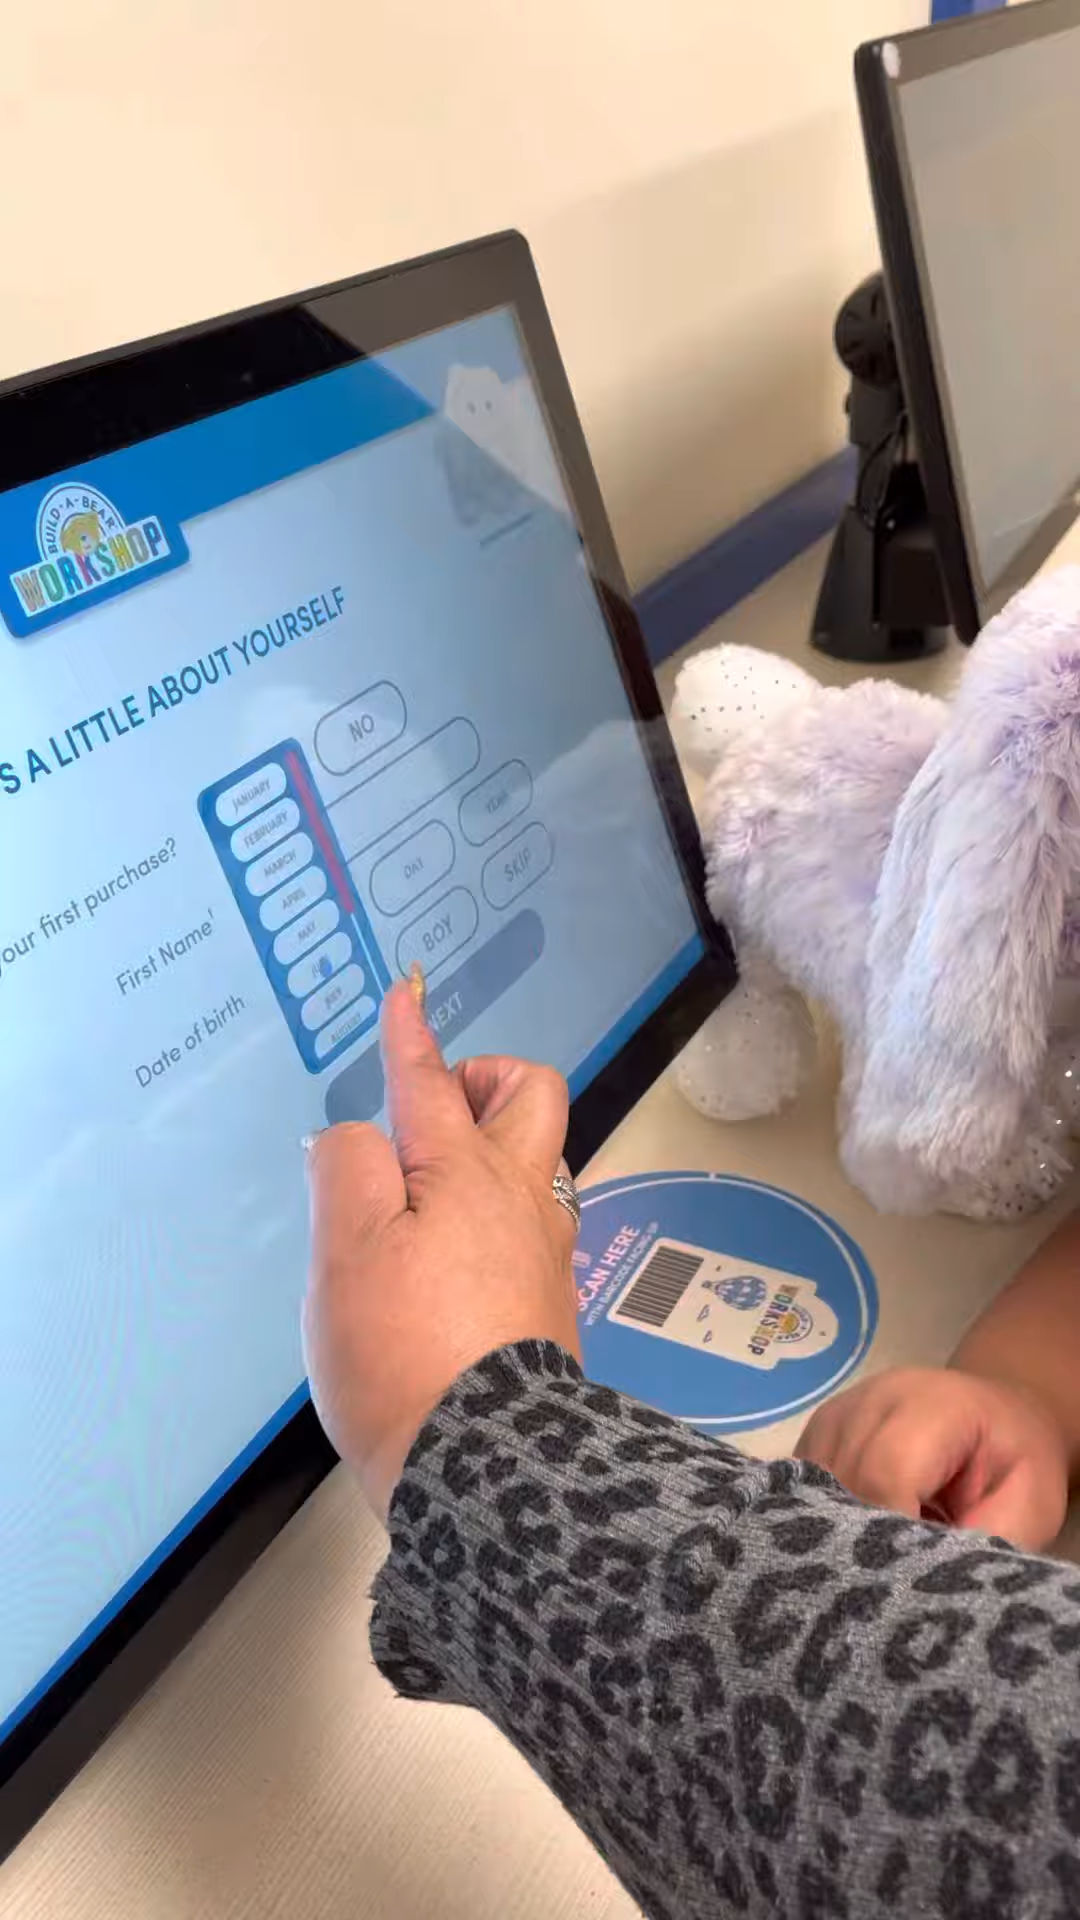 BUILD-A-BEAR
WORKSHOP
S A LITTLE ABOUT YOURSELF
our first purchase?
NO
First Name
Date of birth
JANUARY
FEBRUARY
MARCH
APRIL
MAY
JULY
AUGUST
DAY
YEAR
BOY
SKIP
NEXT
SCAN HERE
WITH BARCODE FACING UP
WORKSHOP